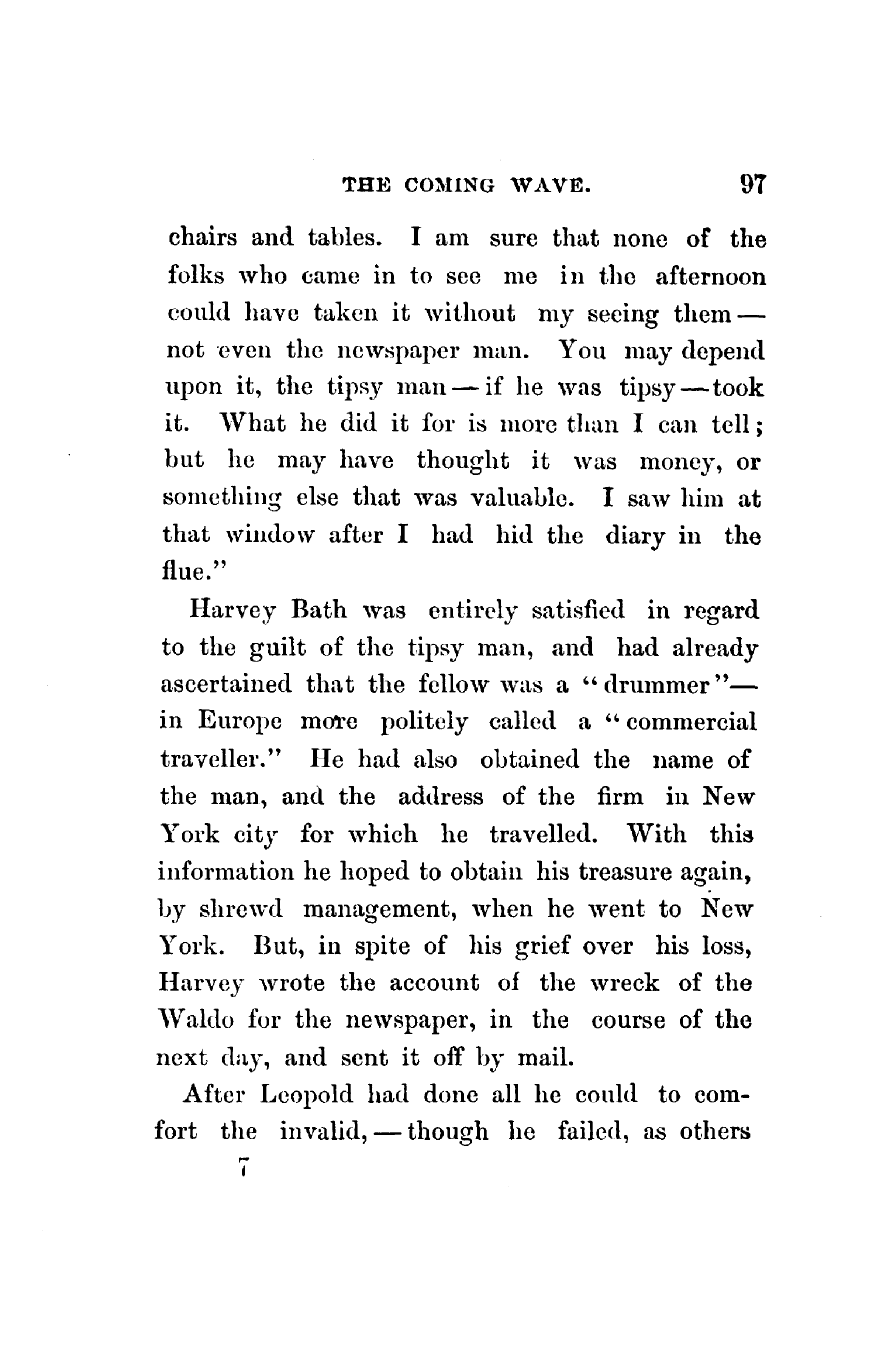 THE COMING WAVE. 97
chairs and tables. I am sure that none of the
folks who came in to see me in the afternoon
could have taken it without my seeing them —
not even the newspaper man. You may depend
upon it, the tipsy man — if he was tipsy — took
it. What he did it for is more than I can tell;
but he may have thought it was money, or
something else that was valuable. I saw him at
that window after I had hid the diary in the
flue."
Harvey Bath was entirely satisfied in regard
to the guilt of the tipsy man, and had already
ascertained that the fellow was a "drummer"—
in Europe more politely called a "commercial
traveller." He had also obtained the name of
the man, and the address of the firm in New
York city for which he travelled. With this
information he hoped to obtain his treasure again,
by shrewd management, when he went to New
York. But, in spite of his grief over his loss,
Harvey wrote the account of the wreck of the
Waldo for the newspaper, in the course of the
next day, and sent it off by mail.
After Leopold had done all he could to com-
fort the invalid, — though he failed, as others
7